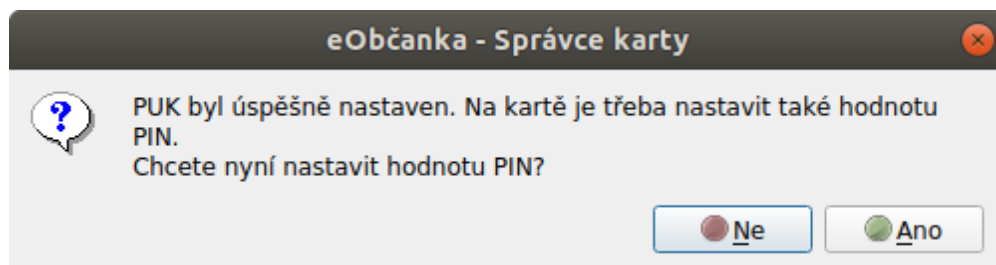 eObčanka - Správce karty
PUK byl úspěšně nastaven. Na kartě je třeba nastavit také hodnotu
PIN.
Chcete nyní nastavit hodnotu PIN?
Ne
Ano